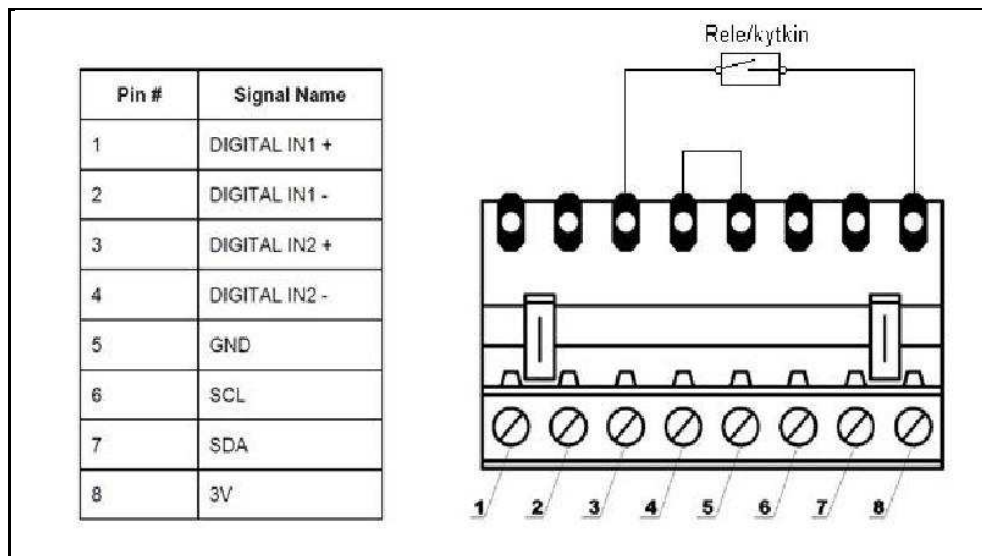 Rele/kytkin
Pin # Signal Name
1 DIGITAL IN1 +
2 DIGITAL IN1 -
3 DIGITAL IN2 +
4 DIGITAL IN2 -
5 GND
6 SCL
7 SDA
8 3V
1 2 3 4 5 6 7 8